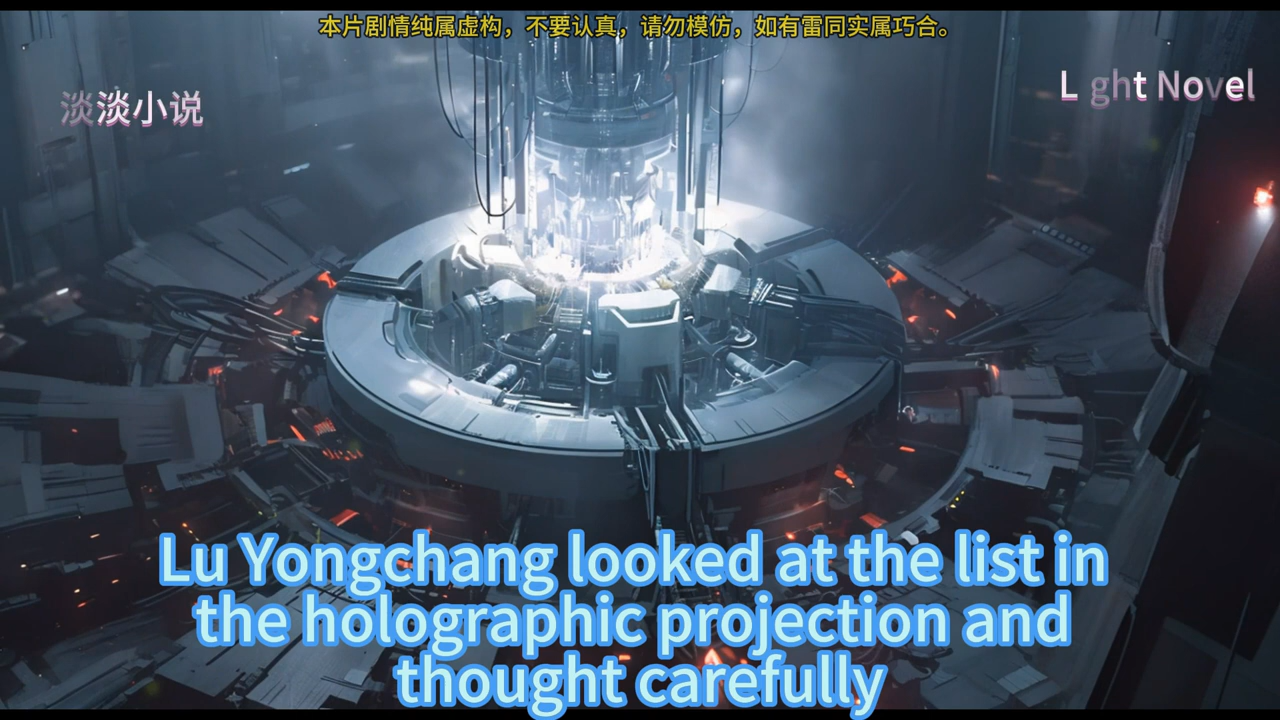 本片剧情纯属虚构，不要认真，请勿模仿，如有雷同实属巧合。
淡淡小说
L ght Novel
Lu Yongchang looked at the list in
the holographic projection and
thought carefully